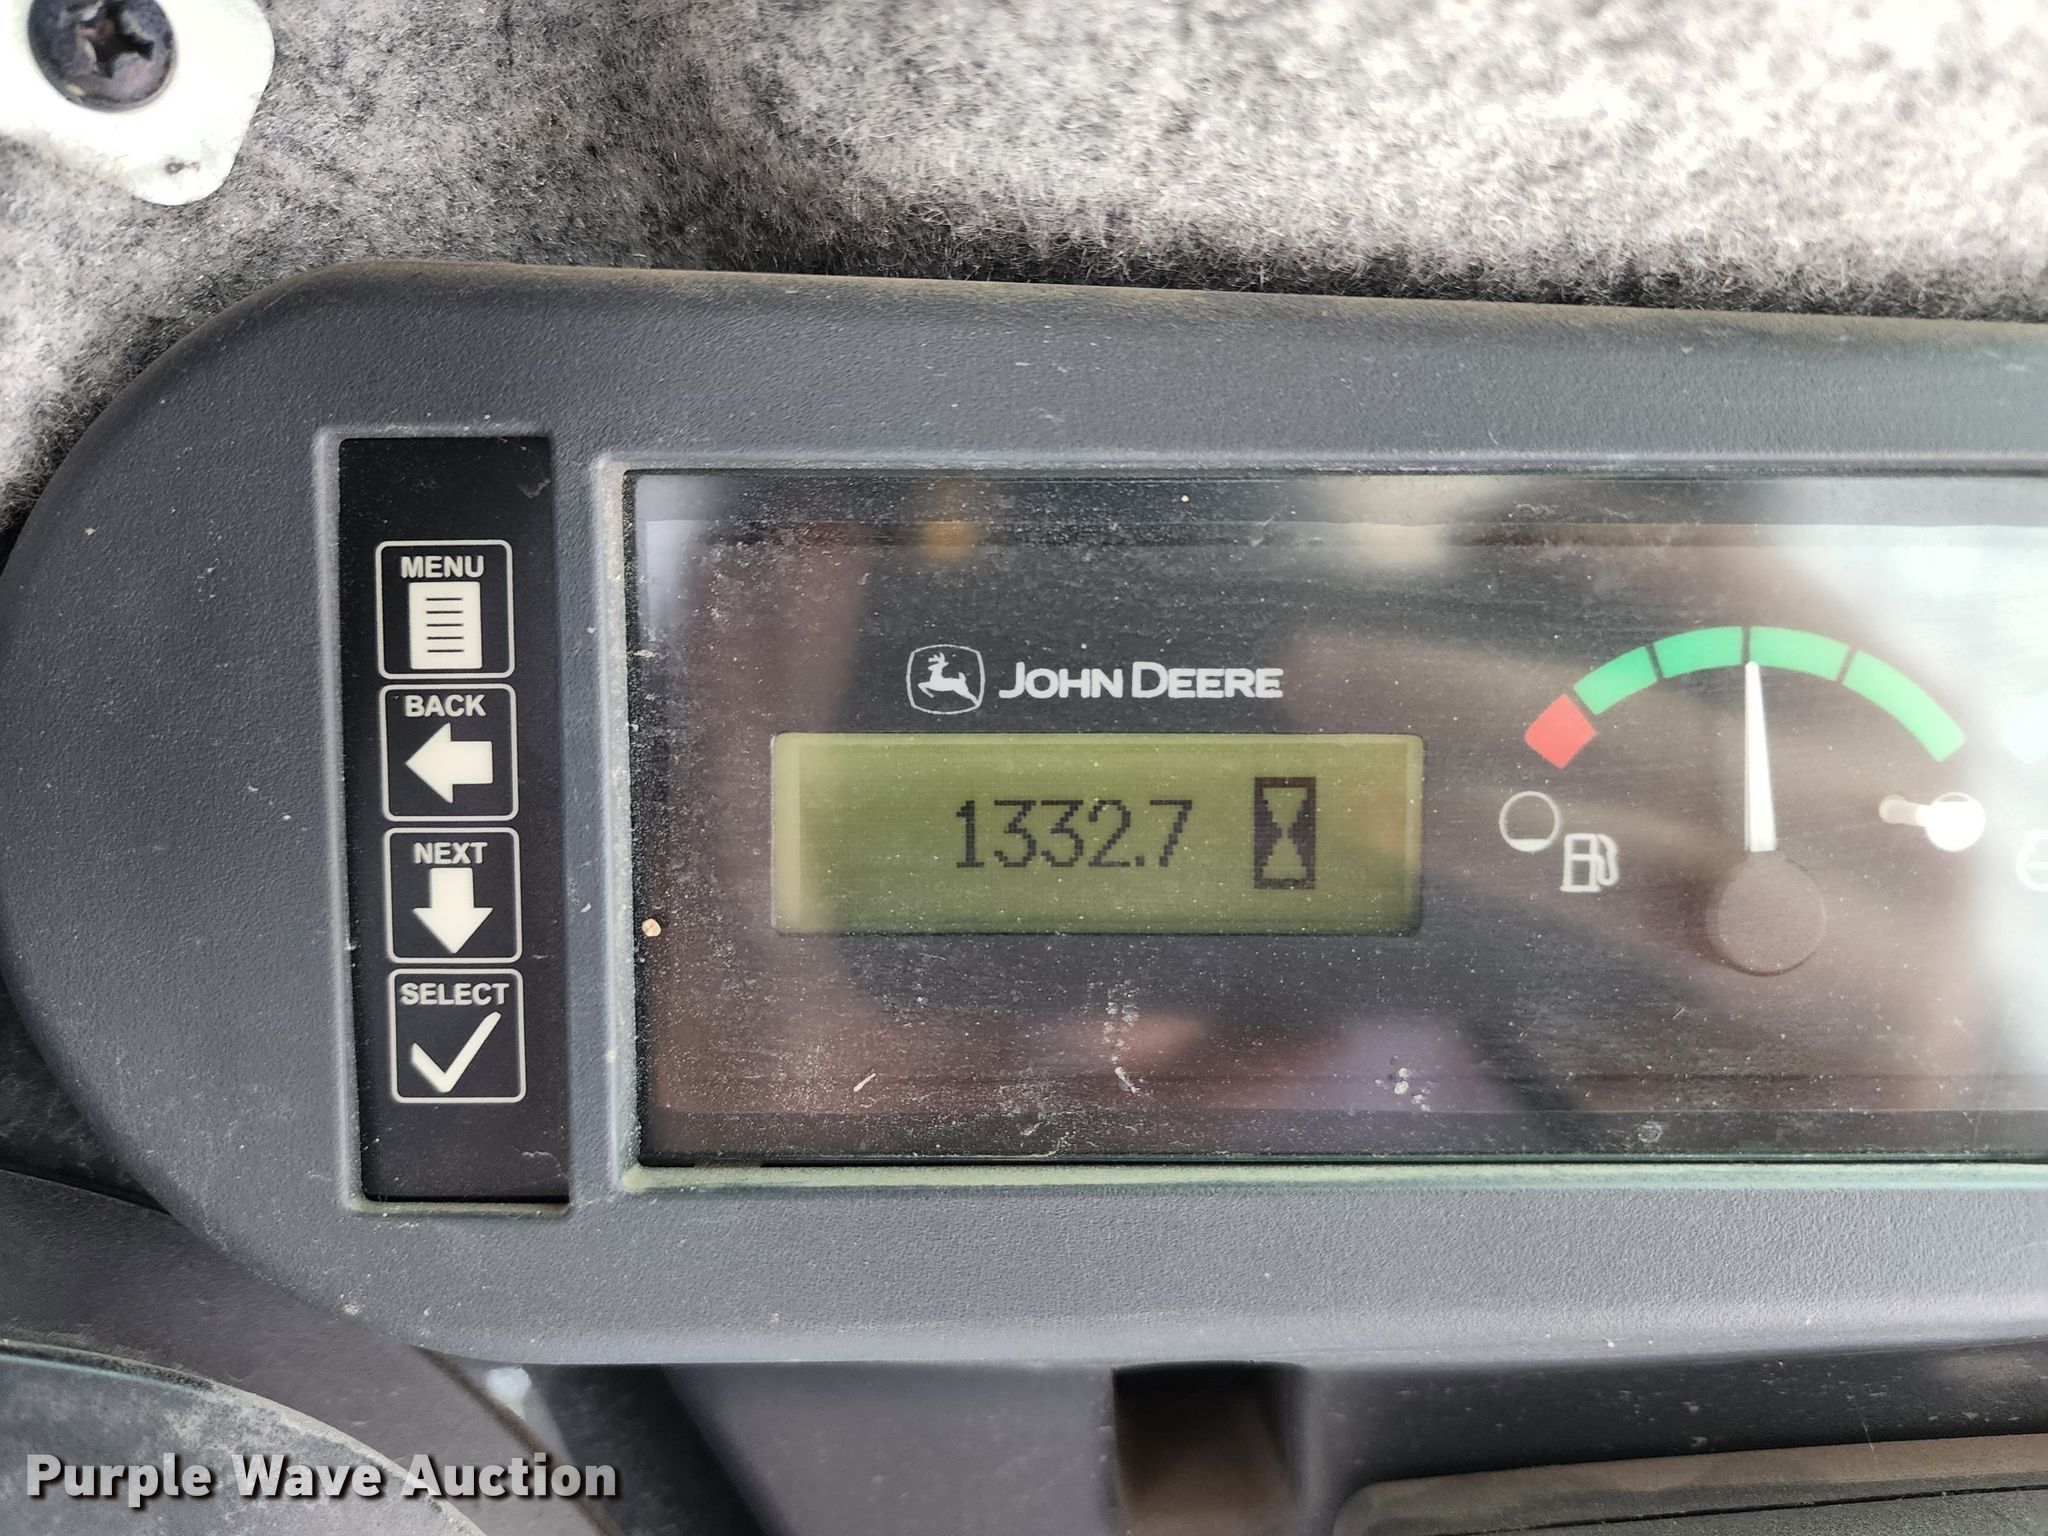 MENU
BACK
NEXT
SELECT
JOHN DEERE
1332.7
Purple Wave Auction